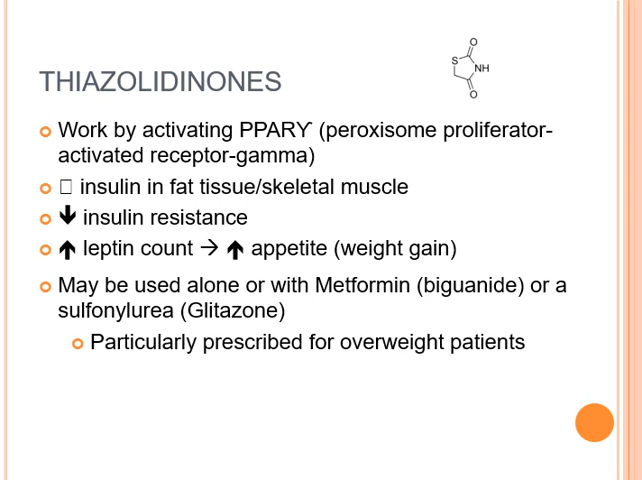 THIAZOLIDINONES
O
S
NH
O
Work by activating PPARϒ (peroxisome proliferator-
activated receptor-gamma)
□ insulin in fat tissue/skeletal muscle
🡻 insulin resistance
🡹 leptin count → 🡹 appetite (weight gain)
May be used alone or with Metformin (biguanide) or a
sulfonylurea (Glitazone)
Particularly prescribed for overweight patients